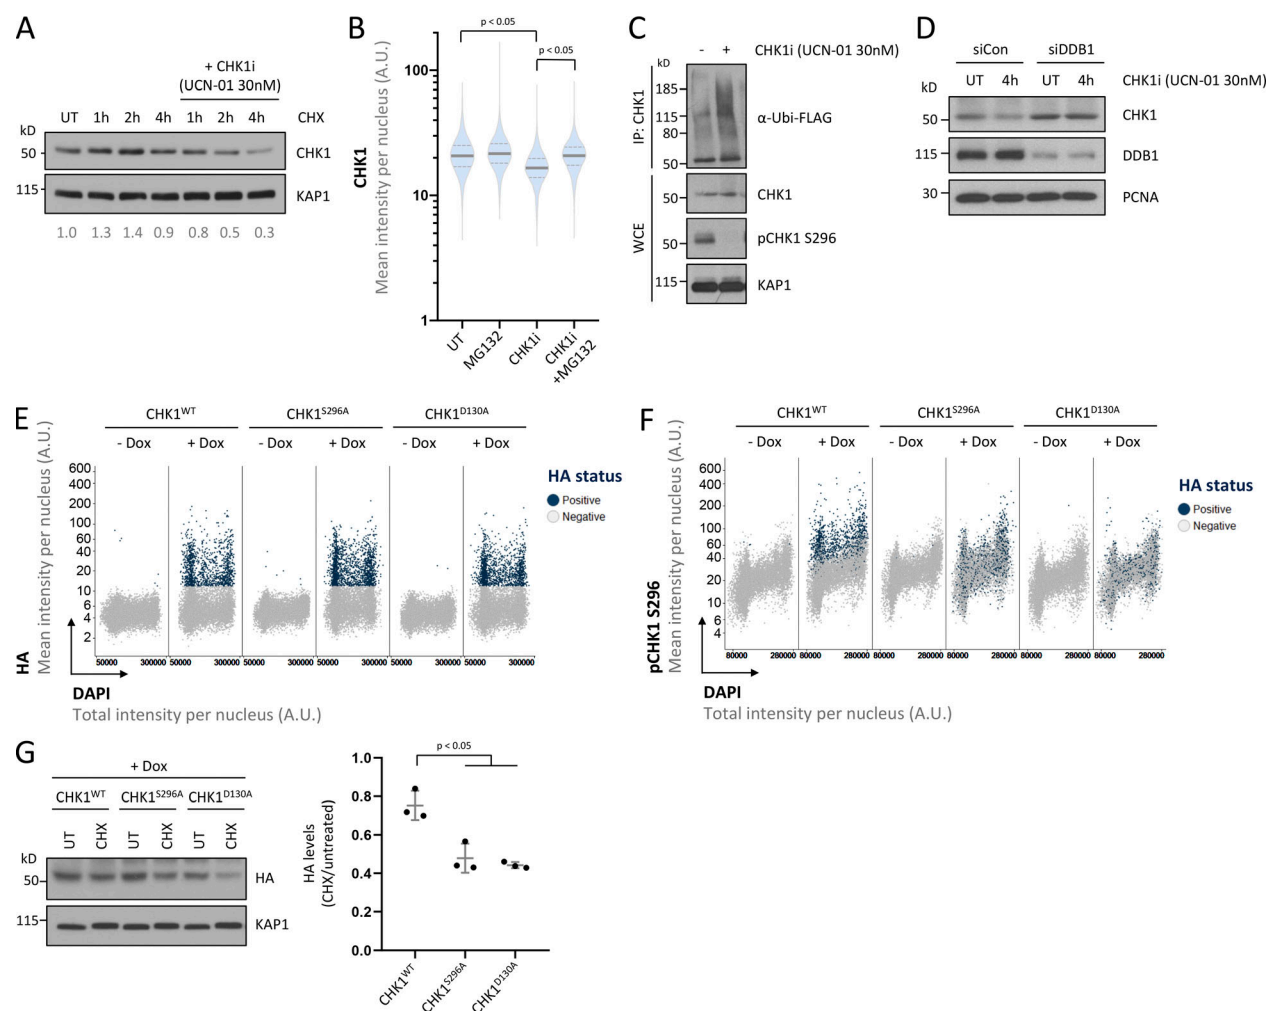 A
+ CHK1i
(UCN-01 30nM)
UT 1h 2h 4h 1h 2h 4h CHX
kD
50 CHK1
115 KAP1
1.0 1.3 1.4 0.9 0.8 0.5 0.3
B
p < 0.05
p < 0.05
CHK1
Mean intensity per nucleus (A.U.)
100
10
1
UT
MG132
CHK1i
CHK1i
+MG132
C
- + CHK1i (UCN-01 30nM)
kD
IP: CHK1
185
115
80
50
α-Ubi-FLAG
WCE
50 CHK1
50 pCHK1 S296
115 KAP1
D
siCon siDDB1
UT 4h UT 4h CHK1i (UCN-01 30nM)
kD
50 CHK1
115 DDB1
30 PCNA
E
CHK1WT CHK1S296A CHK1D130A
- Dox + Dox - Dox + Dox - Dox + Dox
HA
Mean intensity per nucleus (A.U.)
600
400
200
100
60
40
20
10
6
4
2
50000 300000 50000 300000 50000 300000 50000 300000 50000 300000 50000 300000
DAPI
Total intensity per nucleus (A.U.)
HA status
Positive
Negative
F
CHK1WT CHK1S296A CHK1D130A
- Dox + Dox - Dox + Dox - Dox + Dox
pCHK1 S296
Mean intensity per nucleus (A.U.)
600
400
200
100
60
40
20
10
6
4
80000 280000 80000 280000 80000 280000 80000 280000 80000 280000 80000 280000
DAPI
Total intensity per nucleus (A.U.)
HA status
Positive
Negative
G
+ Dox
CHK1WT CHK1S296A CHK1D130A
UT CHX UT CHX UT CHX
kD
50 HA
115 KAP1
p < 0.05
HA levels
(CHX/untreated)
1.0
0.8
0.6
0.4
0.2
0.0
CHK1WT
CHK1S296A
CHK1D130A